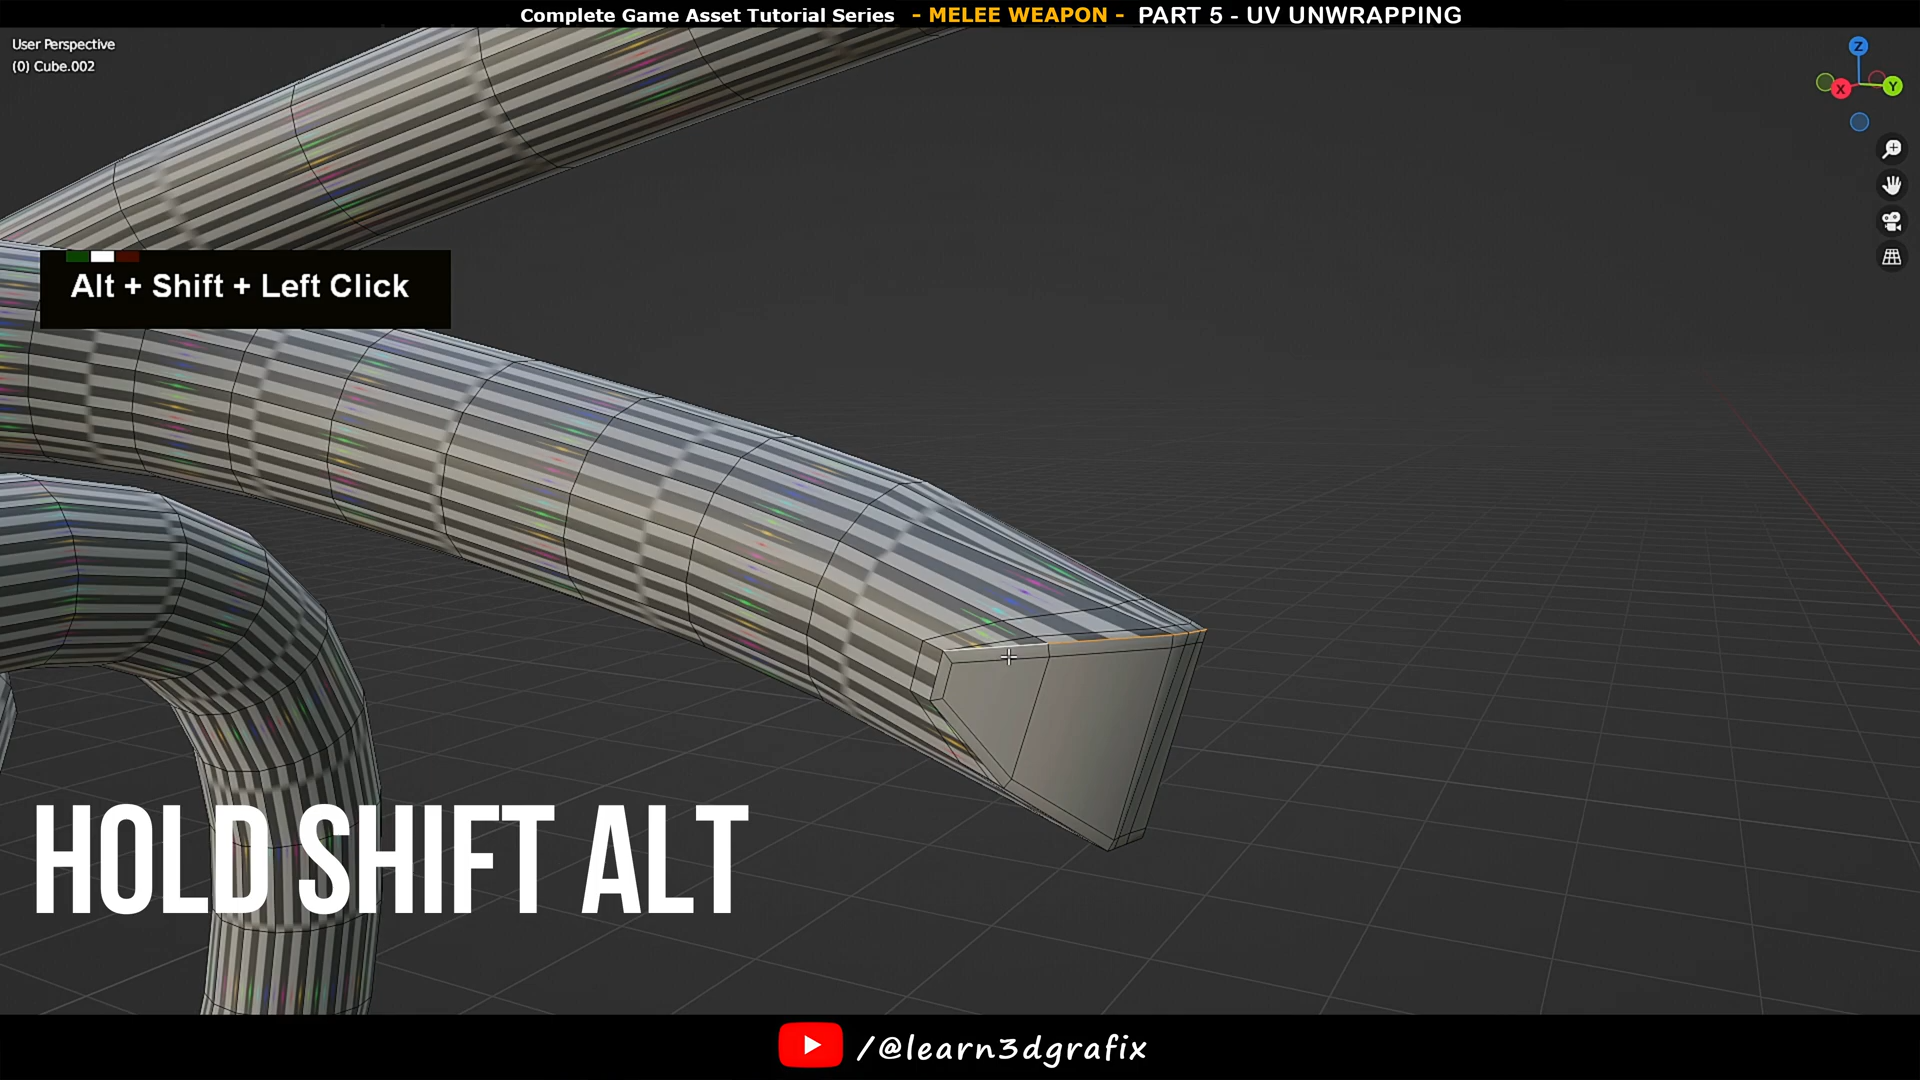 Complete Game Asset Tutorial Series - MELEE WEAPON - PART 5 - UV UNWRAPPING
User Perspective
(0) Cube.002
Z
X
Y
Alt + Shift + Left Click
HOLD SHIFT ALT
/@learn3dgrafix